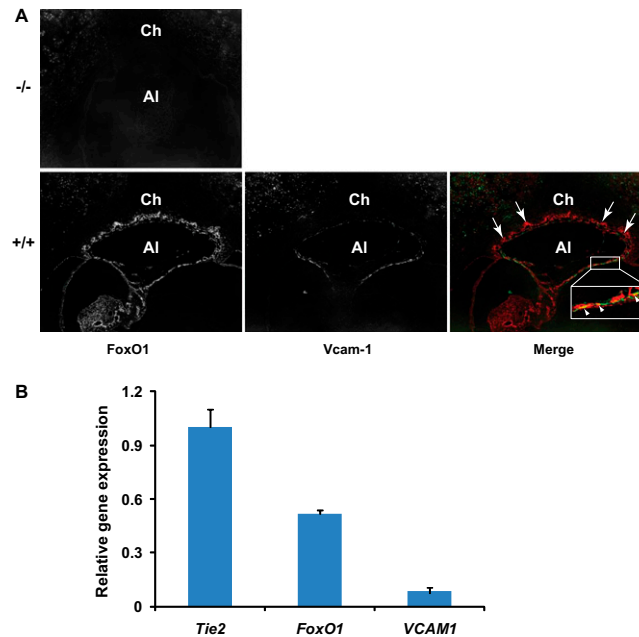 A
Ch
Al
-/-
Ch
Al
Ch
Ch
Al
Al
+/+
FoxO1
Vcam-1
Merge
B
Relative gene expression
1.2
0.9
0.6
0.3
0
Tie2
FoxO1
VCAM1